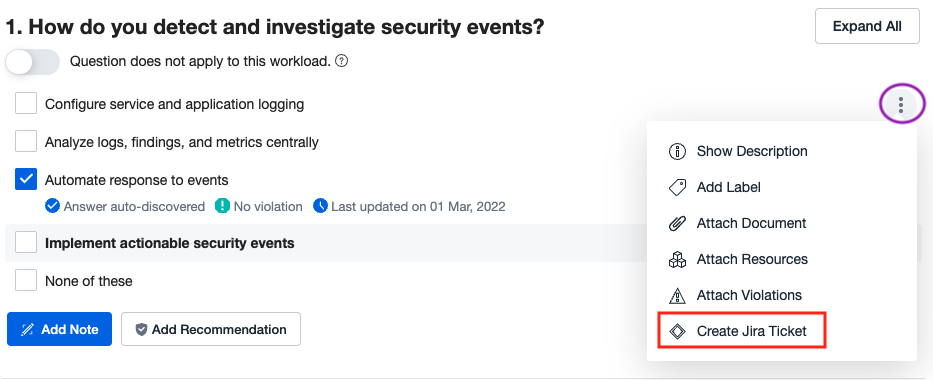 1. How do you detect and investigate security events?
Expand All
Question does not apply to this workload. ?
Configure service and application logging
Analyze logs, findings, and metrics centrally
Automate response to events
Answer auto-discovered No violation Last updated on 01 Mar, 2022
Implement actionable security events
None of these
Add Note
Add Recommendation
Show Description
Add Label
Attach Document
Attach Resources
Attach Violations
Create Jira Ticket